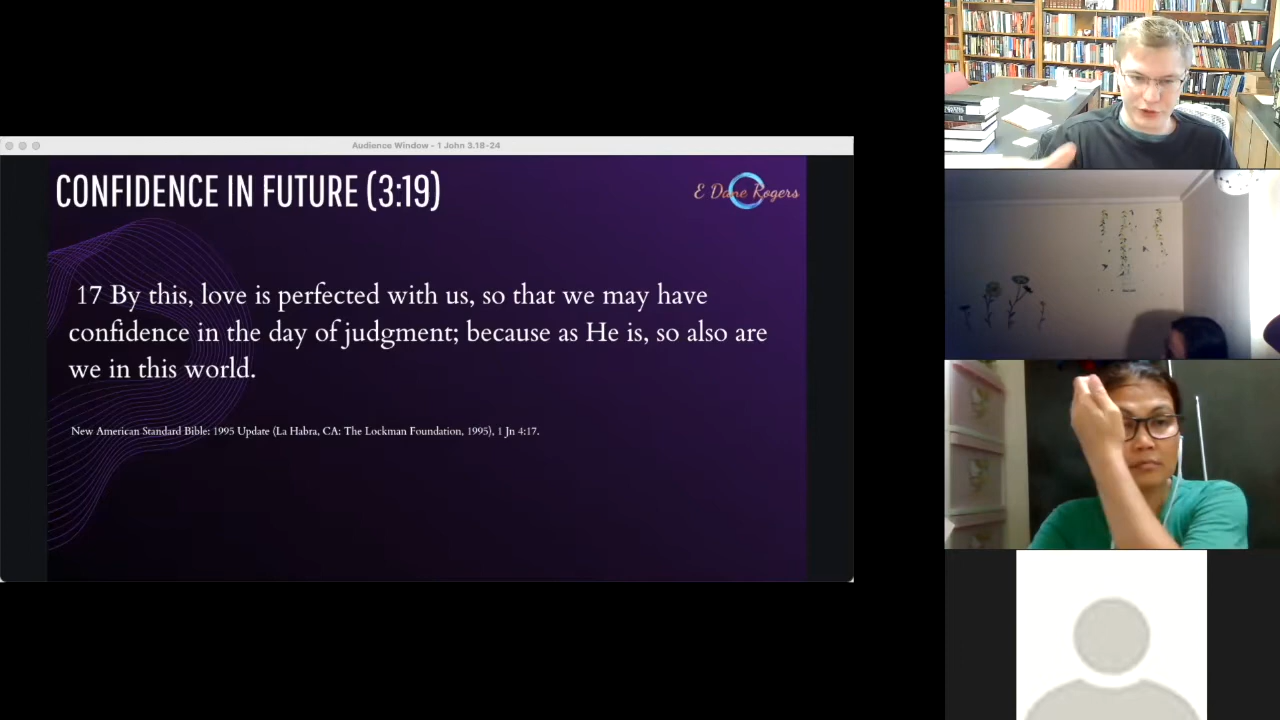 Audience Window - 1 John 3.18-24
CONFIDENCE IN FUTURE (3:19)
E Dane Rogers
17 By this, love is perfected with us, so that we may have
confidence in the day of judgment; because as He is, so also are
we in this world.
New American Standard Bible: 1995 Update (La Habra, CA: The Lockman Foundation, 1995), 1 Jn 4:17.